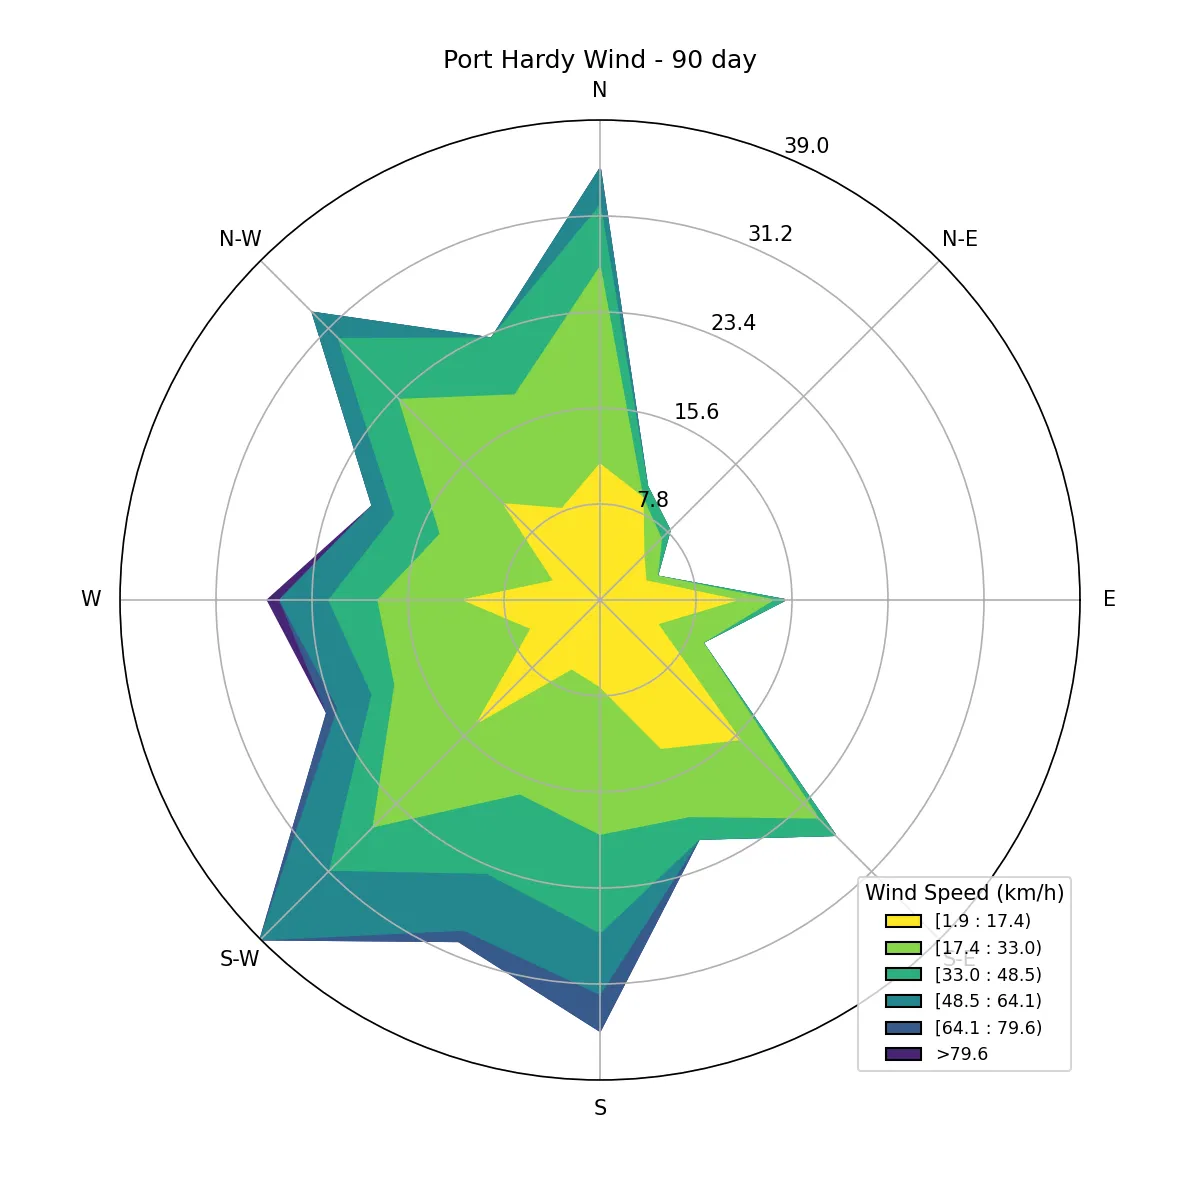 Port Hardy Wind - 90 day
N
39.0
31.2
N-W
N-E
23.4
15.6
7.8
W
E
Wind Speed (km/h)
[1.9 : 17.4)
[17.4 : 33.0)
S-W
S-E
[33.0 : 48.5)
[48.5 : 64.1)
[64.1 : 79.6)
>79.6
S